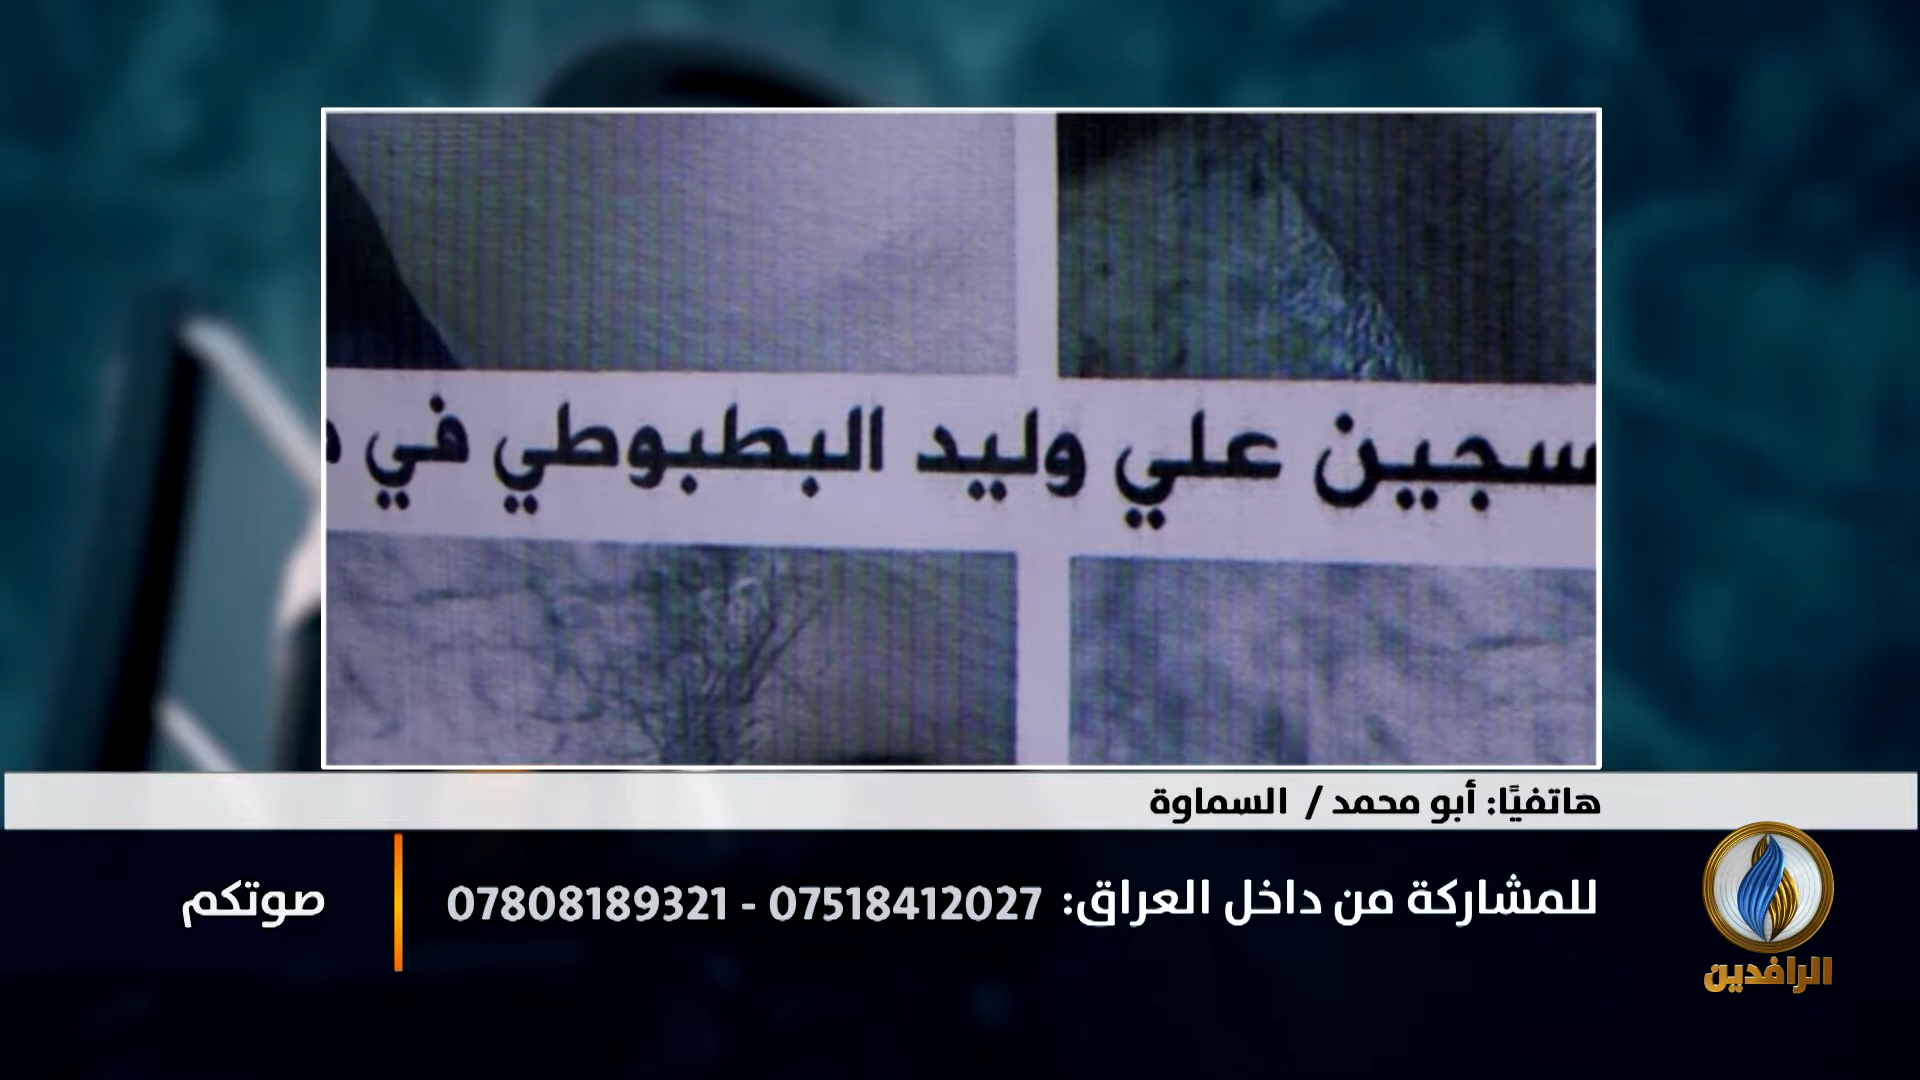 سجين علي وليد البطبوطي في
هاتفيًا: أبو محمد / السماوة
للمشاركة من داخل العراق: 07518412027 - 07808189321
صوتكم
الرافدين